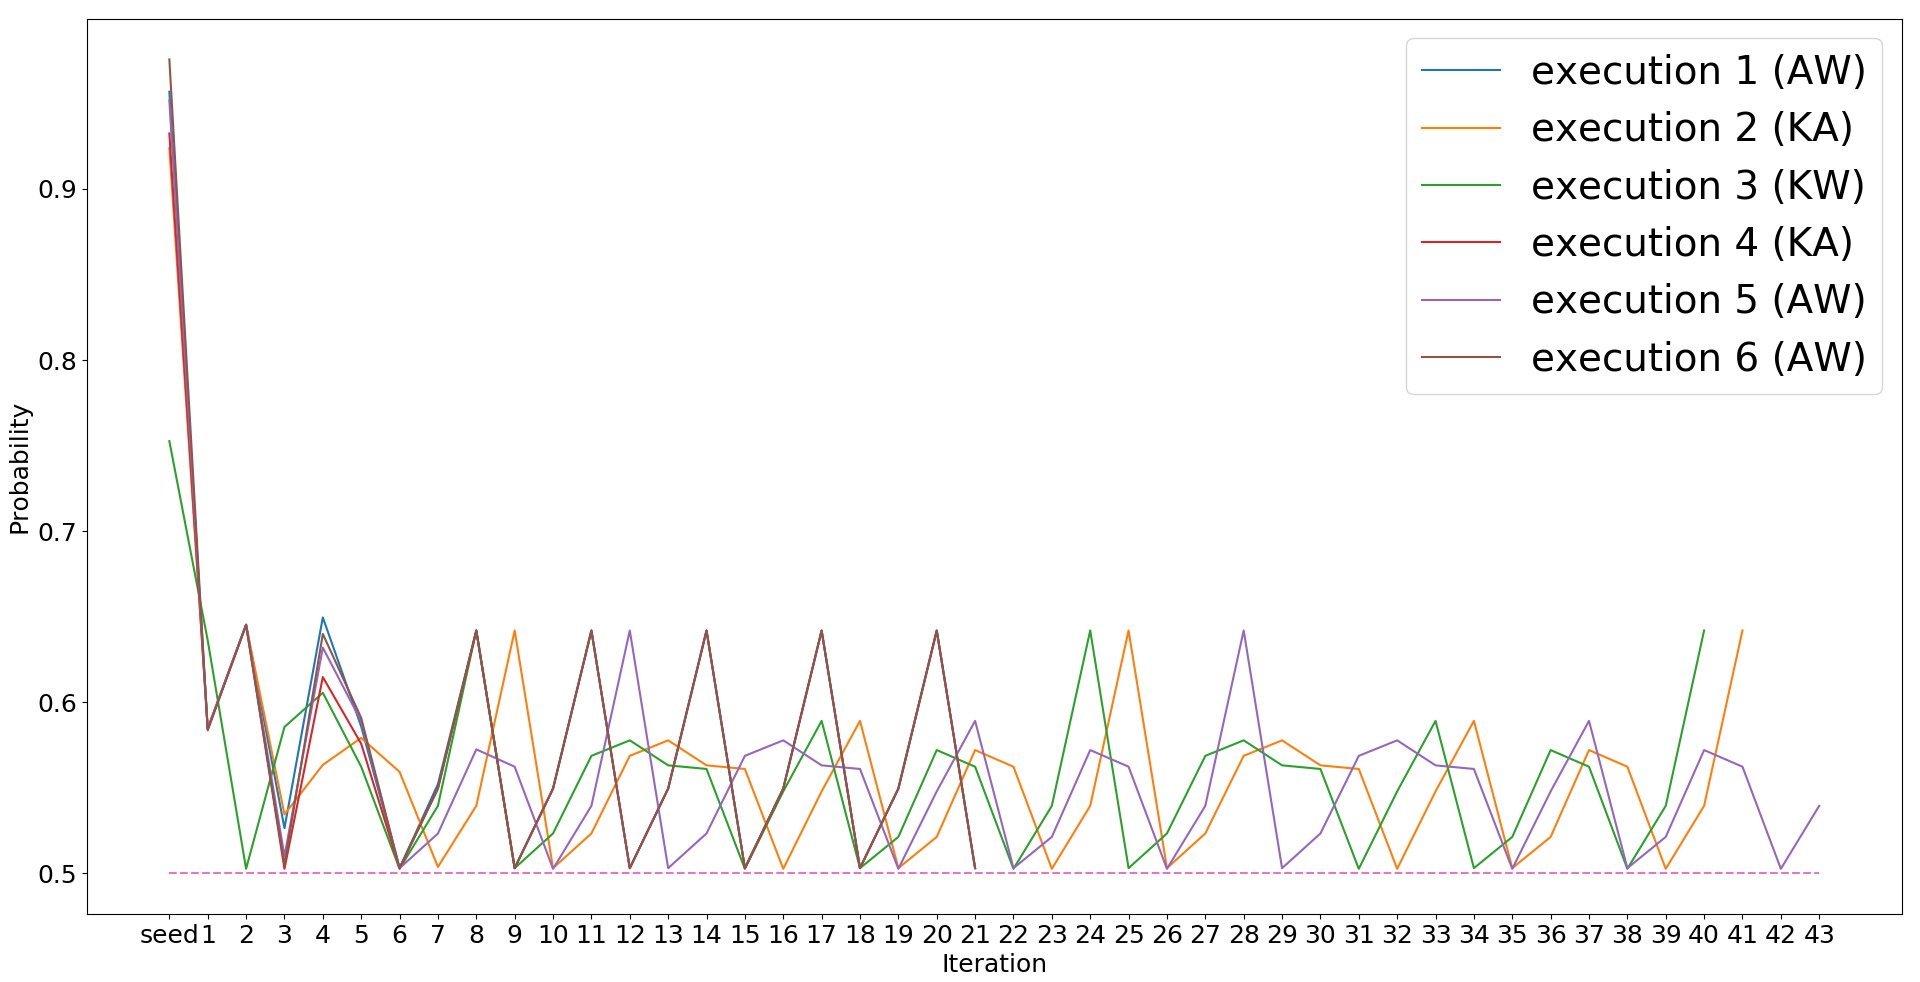 execution 1 (AW)
execution 2 (KA)
execution 3 (KW)
execution 4 (KA)
execution 5 (AW)
execution 6 (AW)
0.9
0.8
0.7
0.6
0.5
Probability
seed 1 2 3 4 5 6 7 8 9 10 11 12 13 14 15 16 17 18 19 20 21 22 23 24 25 26 27 28 29 30 31 32 33 34 35 36 37 38 39 40 41 42 43
Iteration